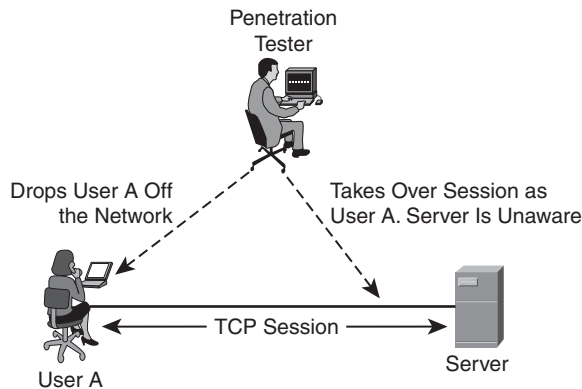 Penetration
Tester
Drops User A Off
the Network
Takes Over Session as
User A. Server Is Unaware
TCP Session
Server
User A